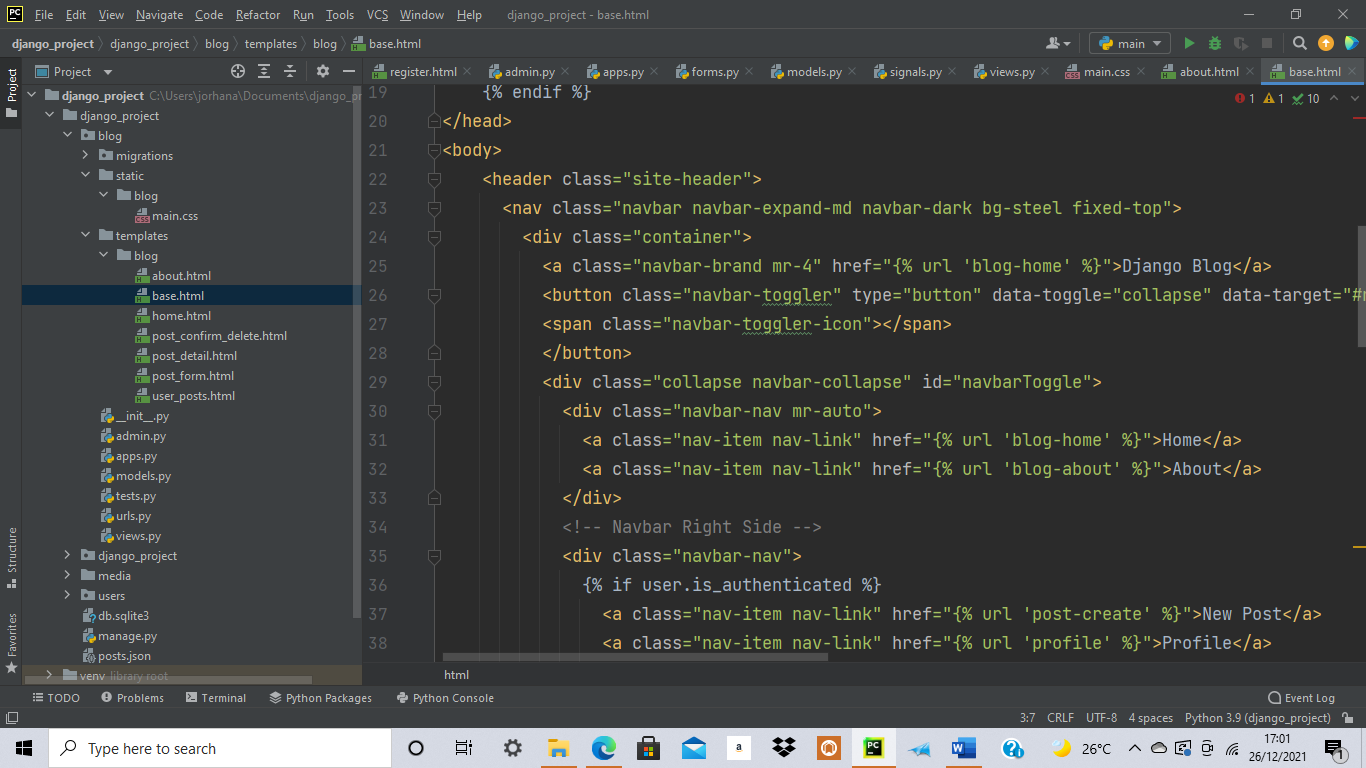 PC File Edit View Navigate Code Refactor Run Tools VCS Window Help django_project - base.html
django_project django_project blog templates blog base.html main
Project register.html admin.py apps.py forms.py models.py signals.py views.py main.css about.html base.html
Project
Structure
Favorites
django_project C:\Users\jorhana\Documents\django_pr
django_project
blog
migrations
static
blog
main.css
templates
blog
about.html
base.html
home.html
post_confirm_delete.html
post_detail.html
post_form.html
user_posts.html
__init__.py
admin.py
apps.py
models.py
tests.py
urls.py
views.py
django_project
media
users
db.sqlite3
manage.py
posts.json
venv library root
1 1 10
19 {% endif %}
20 </head>
21 <body>
22 <header class="site-header">
23 <nav class="navbar navbar-expand-md navbar-dark bg-steel fixed-top">
24 <div class="container">
25 <a class="navbar-brand mr-4" href="{% url 'blog-home' %}">Django Blog</a>
26 <button class="navbar-toggler" type="button" data-toggle="collapse" data-target="#n
27 <span class="navbar-toggler-icon"></span>
28 </button>
29 <div class="collapse navbar-collapse" id="navbarToggle">
30 <div class="navbar-nav mr-auto">
31 <a class="nav-item nav-link" href="{% url 'blog-home' %}">Home</a>
32 <a class="nav-item nav-link" href="{% url 'blog-about' %}">About</a>
33 </div>
34 <!-- Navbar Right Side -->
35 <div class="navbar-nav">
36 {% if user.is_authenticated %}
37 <a class="nav-item nav-link" href="{% url 'post-create' %}">New Post</a>
38 <a class="nav-item nav-link" href="{% url 'profile' %}">Profile</a>
html
TODO Problems Terminal Python Packages Python Console Event Log
3:7 CRLF UTF-8 4 spaces Python 3.9 (django_project)
Type here to search a PC W 26°C 17:01
26/12/2021 1